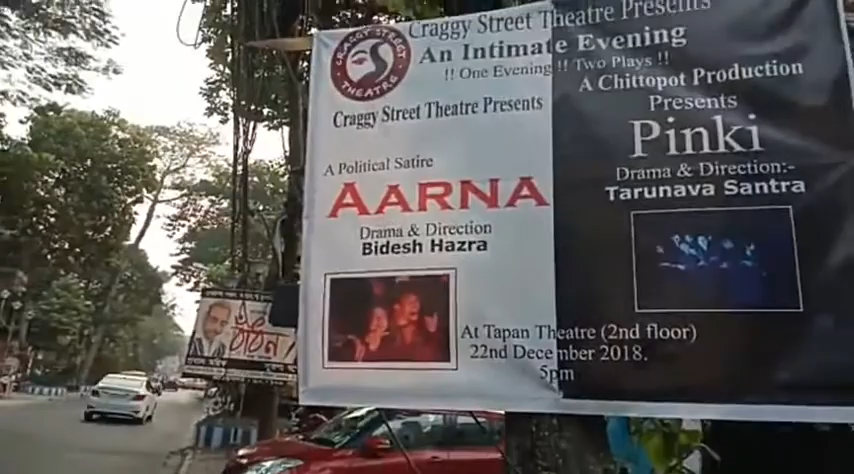 CRAGGY STREET
THEATRE
Craggy Street Theatre Presents
An Intimate Evening
!! One Evening !! Two Plays !!
Craggy Street Theatre Presents
A Political Satire
AARNA
Drama & Direction
Bidesh Hazra
A Chittopot Production
Presents
Pinki
Drama & Direction:-
Tarunava Santra
At Tapan Theatre (2nd floor)
22nd December 2018.
5pm